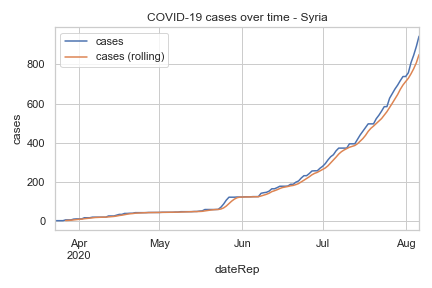 COVID-19 cases over time - Syria
cases
cases (rolling)
800
600
400
200
0
cases
Apr
2020
May
Jun
Jul
Aug
dateRep